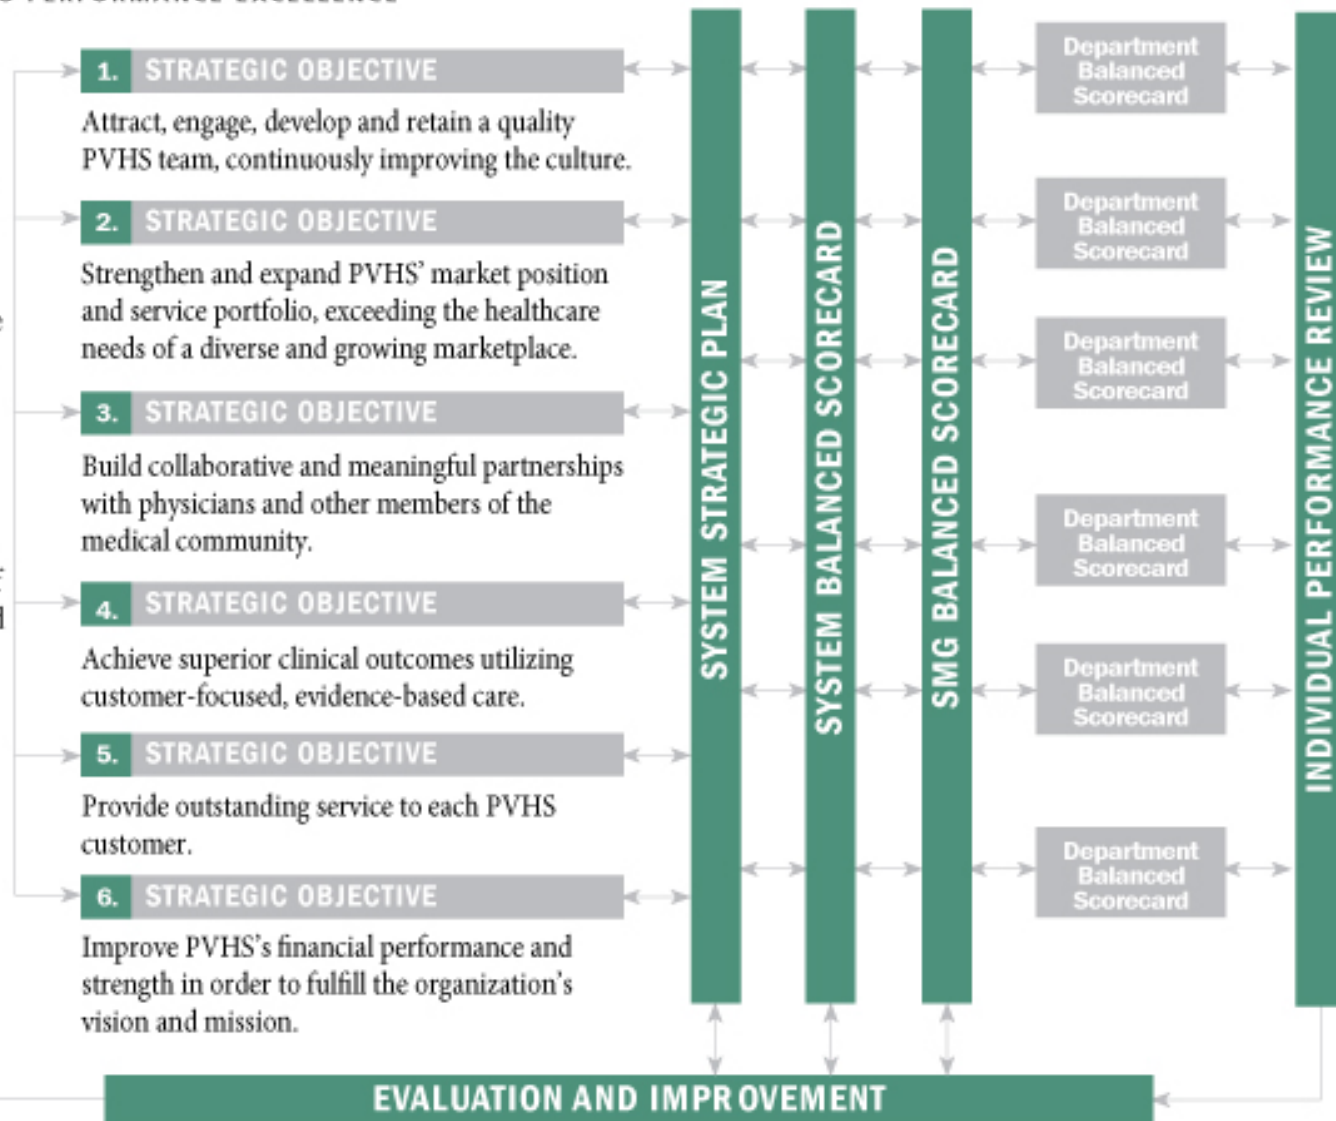 PERFORMANCE EXCELLENCE
1. STRATEGIC OBJECTIVE
Attract, engage, develop and retain a quality
PVHS team, continuously improving the culture.
2. STRATEGIC OBJECTIVE
Strengthen and expand PVHS’ market position
and service portfolio, exceeding the healthcare
needs of a diverse and growing marketplace.
3. STRATEGIC OBJECTIVE
Build collaborative and meaningful partnerships
with physicians and other members of the
medical community.
4. STRATEGIC OBJECTIVE
Achieve superior clinical outcomes utilizing
customer-focused, evidence-based care.
5. STRATEGIC OBJECTIVE
Provide outstanding service to each PVHS
customer.
6. STRATEGIC OBJECTIVE
Improve PVHS’s financial performance and
strength in order to fulfill the organization’s
vision and mission.
SYSTEM STRATEGIC PLAN
SYSTEM BALANCED SCORECARD
SMG BALANCED SCORECARD
Department
Balanced
Scorecard
Department
Balanced
Scorecard
Department
Balanced
Scorecard
Department
Balanced
Scorecard
Department
Balanced
Scorecard
Department
Balanced
Scorecard
INDIVIDUAL PERFORMANCE REVIEW
EVALUATION AND IMPROVEMENT